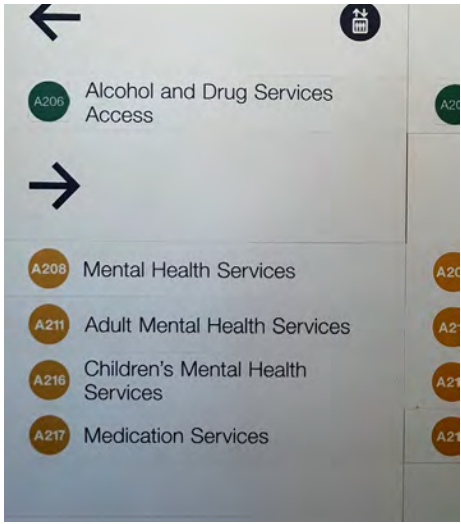 A206 Alcohol and Drug Services
Access
A208 Mental Health Services
A211 Adult Mental Health Services
A216 Children's Mental Health
Services
A217 Medication Services